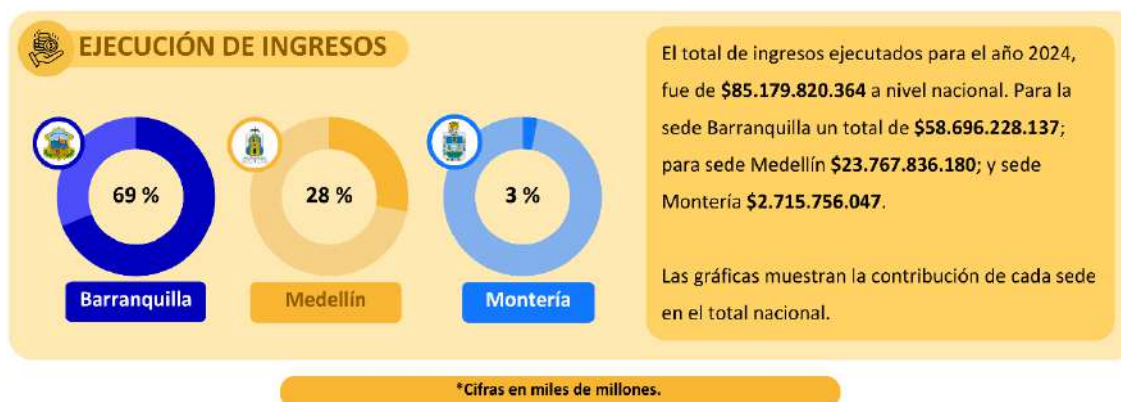 EJECUCIÓN DE INGRESOS
69 %
28 %
3 %
Barranquilla
Medellín
Montería
El total de ingresos ejecutados para el año 2024,
fue de $85.179.820.364 a nivel nacional. Para la
sede Barranquilla un total de $58.696.228.137;
para sede Medellín $23.767.836.180; y sede
Montería $2.715.756.047.
Las gráficas muestran la contribución de cada sede
en el total nacional.
*Cifras en miles de millones.